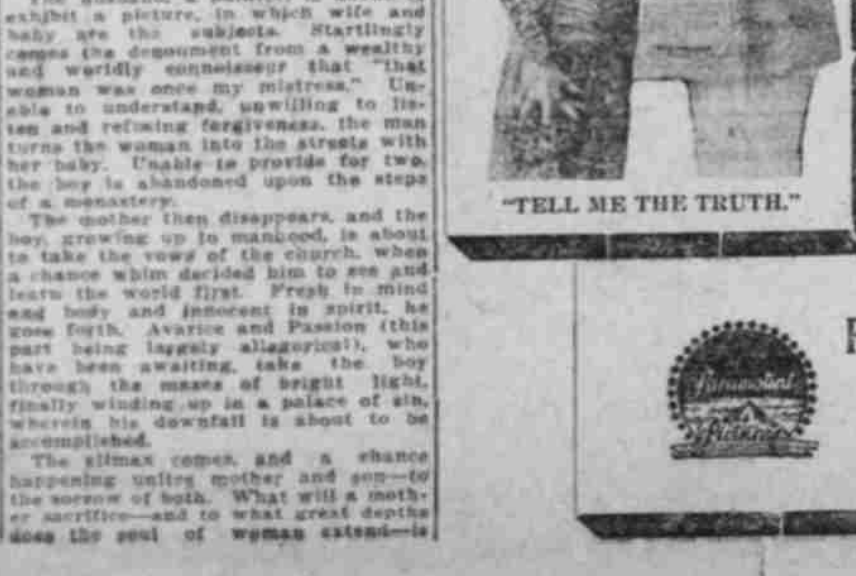 exhibit a picture, in which wife and
baby are the subjects. Startlingly
comes the denoument from a wealthy
and worldly connoisseur that "that
woman was once my mistress." Un-
able to understand, unwilling to lis-
ten and refusing forgiveness, the man
turns the woman into the streets with
her baby. Unable to provide for two,
the boy is abandoned upon the steps
of a monastery.
The mother then disappears, and the
boy, growing up to manhood, is about
to take the vows of the church, when
a chance whim decided him to see and
learn the world first. Fresh in mind
and body and innocent in spirit, he
goes forth. Avarice and Passion (this
part being largely allegorical), who
have been awaiting, take the boy
through the mazes of bright light,
finally winding up in a palace of sin,
wherein his downfall is about to be
accomplished.
The climax comes, and a chance
happening unites mother and son—to
the sorrow of both. What will a moth-
er sacrifice—and to what great depths
does the soul of woman extend—is
"TELL ME THE TRUTH."
Paramount
Pictures